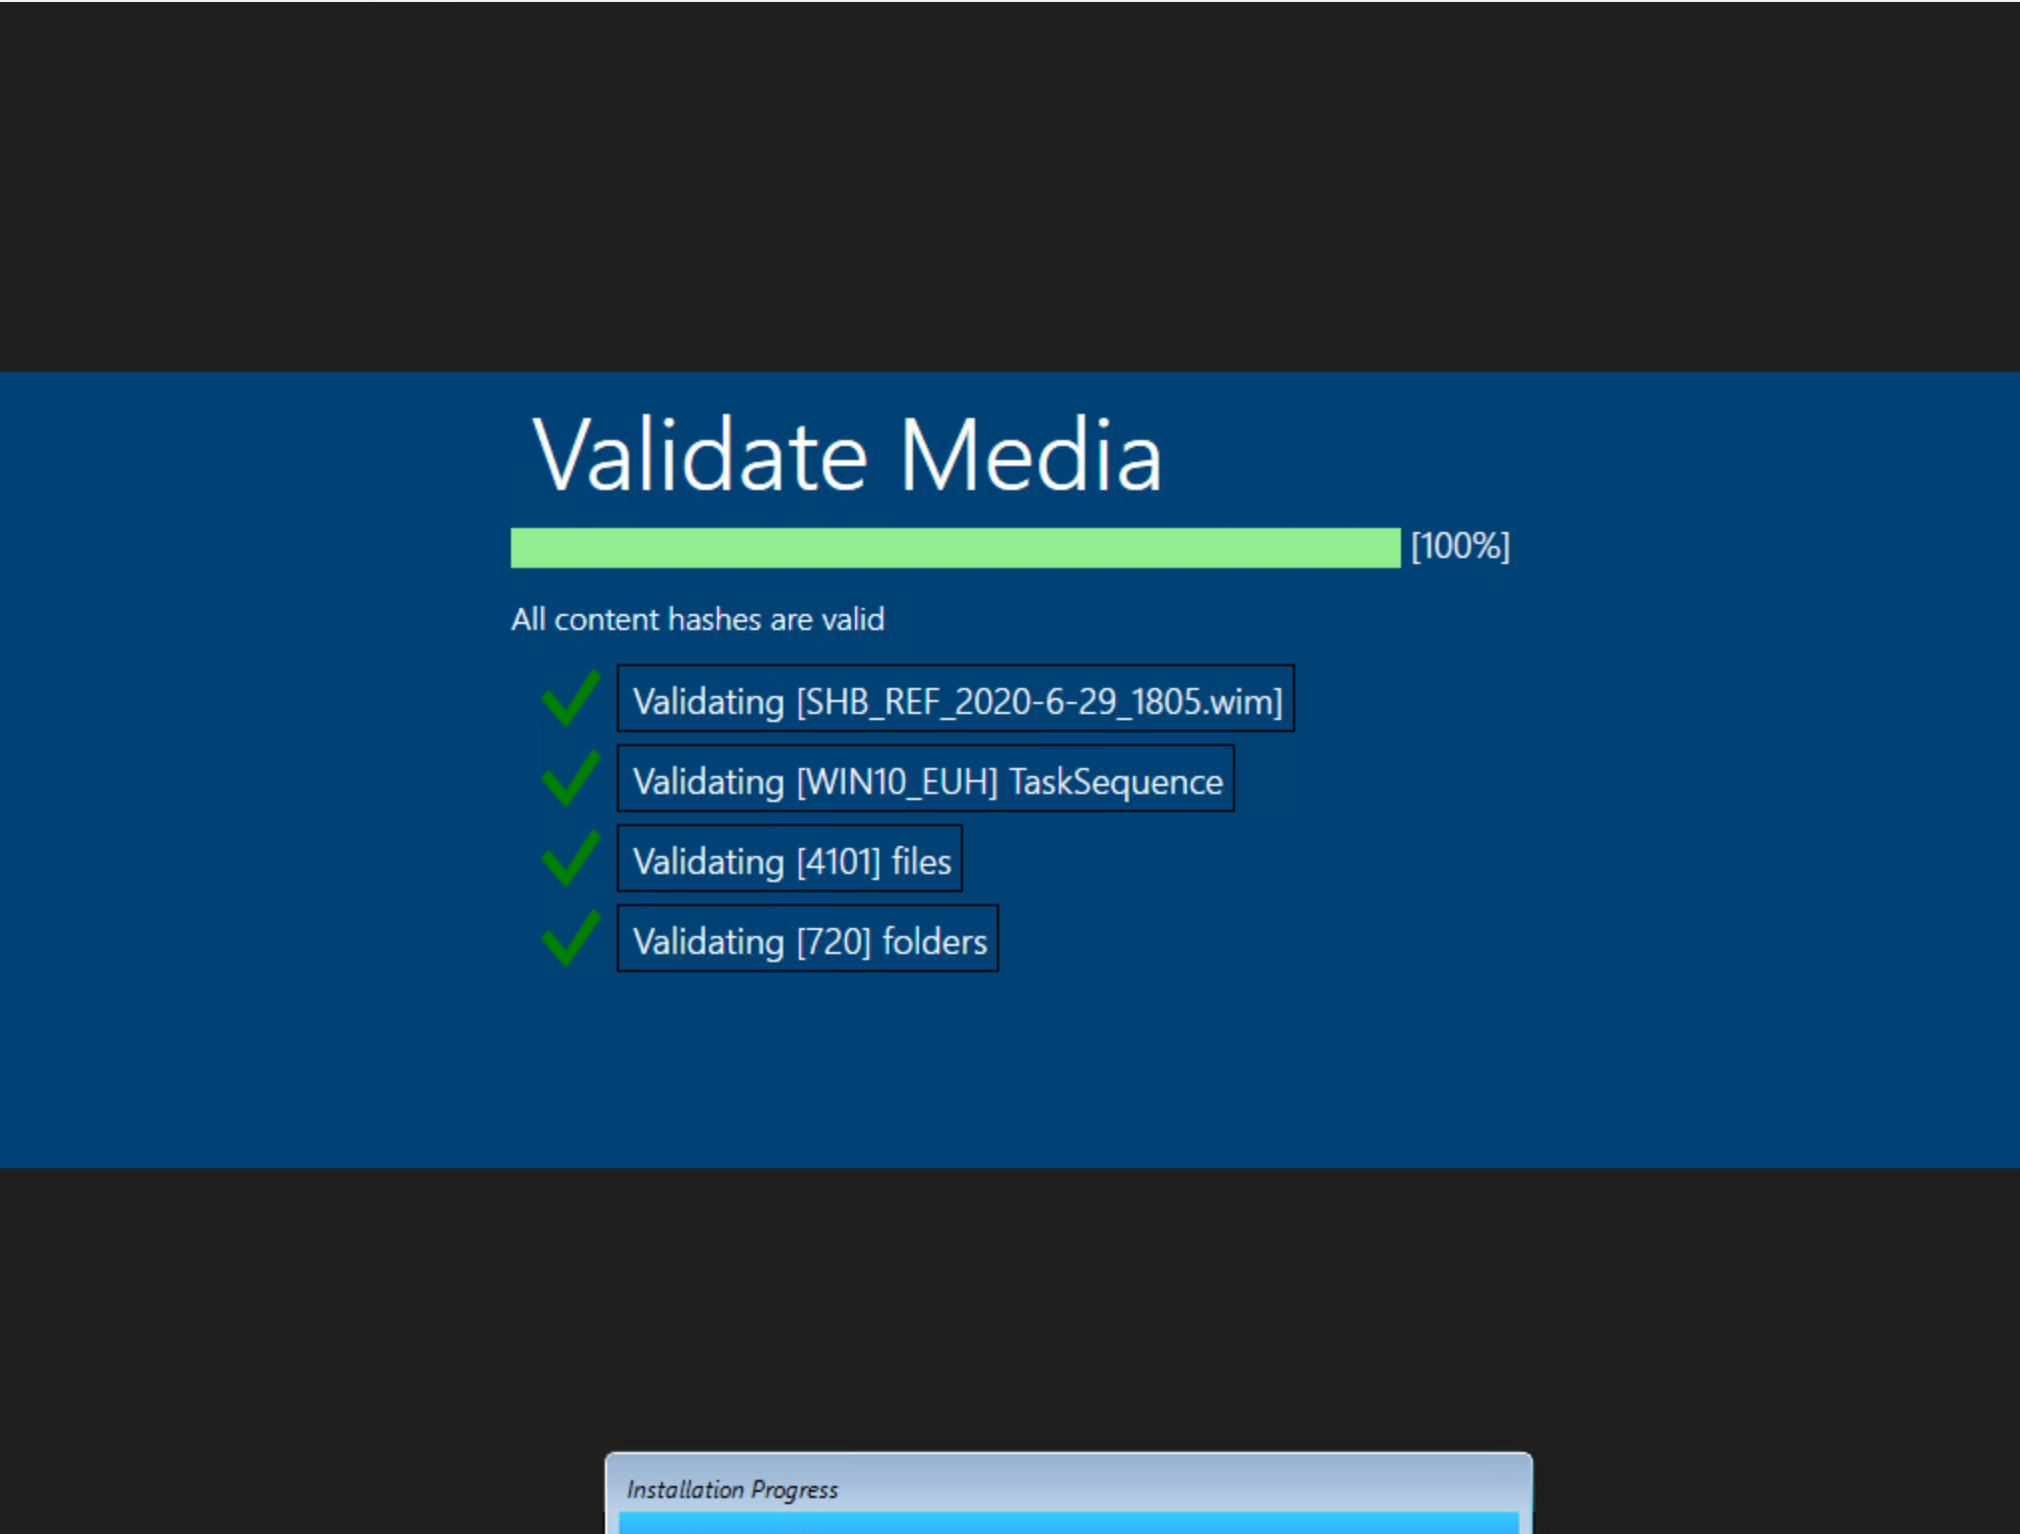 Validate Media
[100%]
All content hashes are valid
Validating [SHB_REF_2020-6-29_1805.wim]
Validating [WIN10_EUH] TaskSequence
Validating [4101] files
Validating [720] folders
Installation Progress